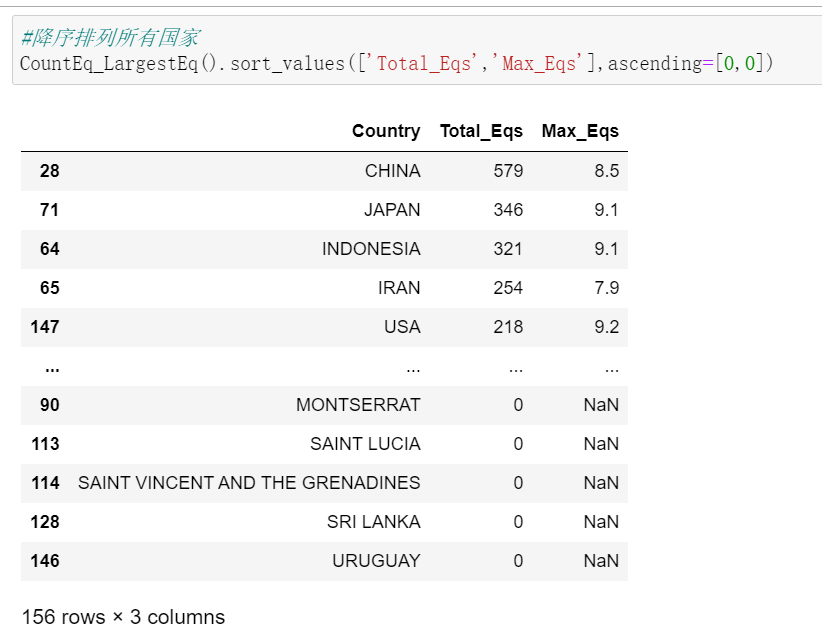 #降序排列所有国家
CountEq_LargestEq().sort_values(['Total_Eqs','Max_Eqs'],ascending=[0,0])
Country Total_Eqs Max_Eqs
28 CHINA 579 8.5
71 JAPAN 346 9.1
64 INDONESIA 321 9.1
65 IRAN 254 7.9
147 USA 218 9.2
... ... ... ...
90 MONTSERRAT 0 NaN
113 SAINT LUCIA 0 NaN
114 SAINT VINCENT AND THE GRENADINES 0 NaN
128 SRI LANKA 0 NaN
146 URUGUAY 0 NaN
156 rows × 3 columns